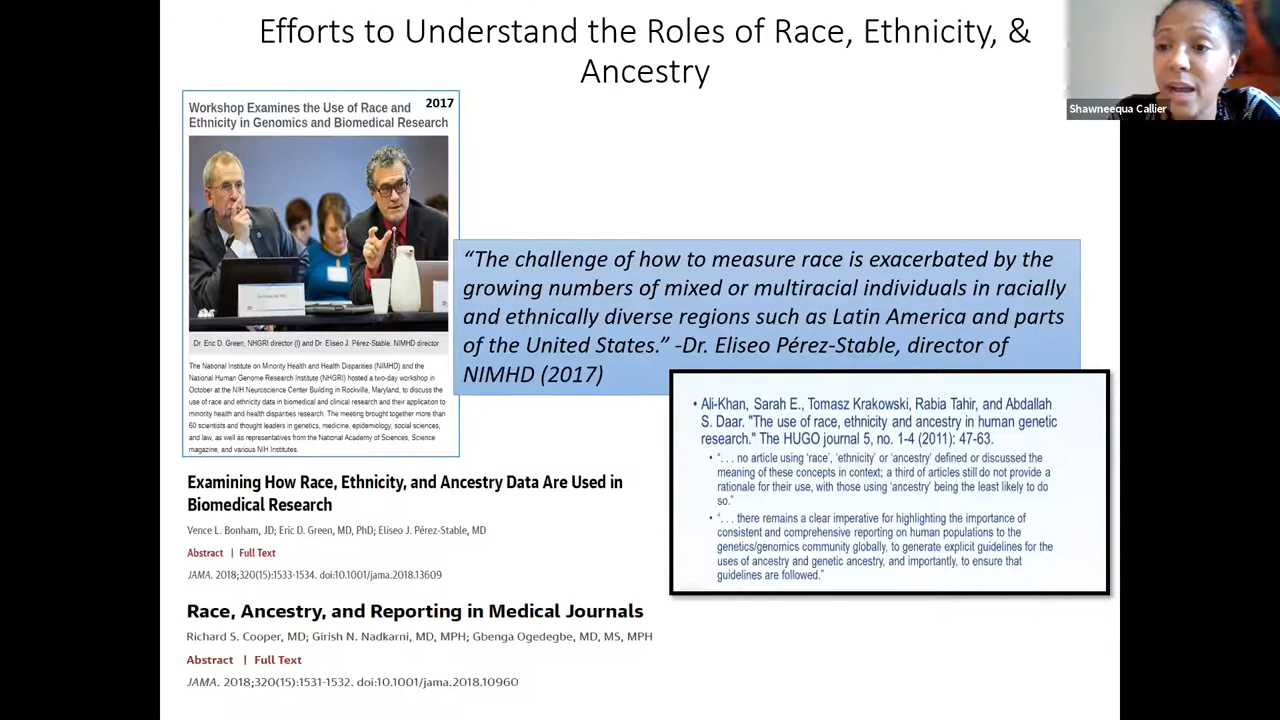 Efforts to Understand the Roles of Race, Ethnicity, &
Ancestry
Shawneequa Callier
Workshop Examines the Use of Race and 2017
Ethnicity in Genomics and Biomedical Research
Dr. Eric D. Green, NHGRI director (l) and Dr. Eliseo J. Pérez-Stable, NIMHD director
The National Institute on Minority Health and Health Disparities (NIMHD) and the
National Human Genome Research Institute (NHGRI) hosted a two-day workshop in
October at the NIH Neuroscience Center Building in Rockville, Maryland, to discuss the
use of race and ethnicity data in biomedical and clinical research and their application to
minority health and health disparities research. The meeting brought together more than
60 scientists and thought leaders in genetics, medicine, epidemiology, social sciences,
and law, as well as representatives from the National Academy of Sciences, Science
magazine, and various NIH Institutes.
“The challenge of how to measure race is exacerbated by the
growing numbers of mixed or multiracial individuals in racially
and ethnically diverse regions such as Latin America and parts
of the United States.” -Dr. Eliseo Pérez-Stable, director of
NIMHD (2017)
• Ali-Khan, Sarah E., Tomasz Krakowski, Rabia Tahir, and Abdallah
S. Daar. "The use of race, ethnicity and ancestry in human genetic
research." The HUGO journal 5, no. 1-4 (2011): 47-63.
• “. . . no article using ‘race’, ‘ethnicity’ or ‘ancestry’ defined or discussed the
meaning of these concepts in context; a third of articles still do not provide a
rationale for their use, with those using ‘ancestry’ being the least likely to do
so.”
• “. . . there remains a clear imperative for highlighting the importance of
consistent and comprehensive reporting on human populations to the
genetics/genomics community globally, to generate explicit guidelines for the
uses of ancestry and genetic ancestry, and importantly, to ensure that
guidelines are followed.”
Examining How Race, Ethnicity, and Ancestry Data Are Used in
Biomedical Research
Vence L. Bonham, JD; Eric D. Green, MD, PhD; Eliseo J. Pérez-Stable, MD
Abstract | Full Text
JAMA. 2018;320(15):1533-1534. doi:10.1001/jama.2018.13609
Race, Ancestry, and Reporting in Medical Journals
Richard S. Cooper, MD; Girish N. Nadkarni, MD, MPH; Gbenga Ogedegbe, MD, MS, MPH
Abstract | Full Text
JAMA. 2018;320(15):1531-1532. doi:10.1001/jama.2018.10960